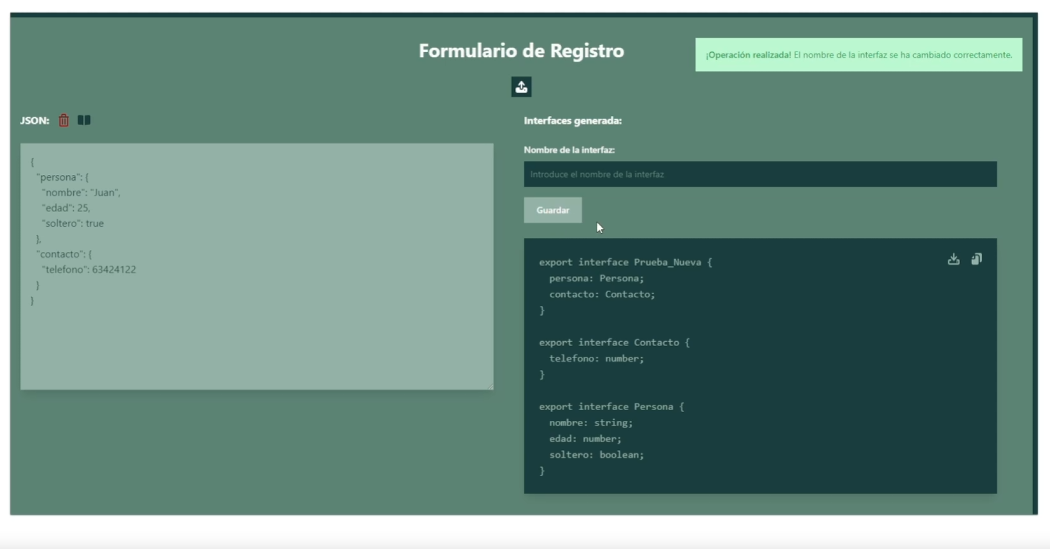 Formulario de Registro
¡Operación realizada! El nombre de la interfaz se ha cambiado correctamente.
JSON:
{
"persona": {
"nombre": "Juan",
"edad": 25,
"soltero": true
},
"contacto": {
"telefono": 63424122
}
}
Interfaces generada:
Nombre de la interfaz:
Introduce el nombre de la interfaz
Guardar
export interface Prueba_Nueva {
persona: Persona;
contacto: Contacto;
}
export interface Contacto {
telefono: number;
}
export interface Persona {
nombre: string;
edad: number;
soltero: boolean;
}